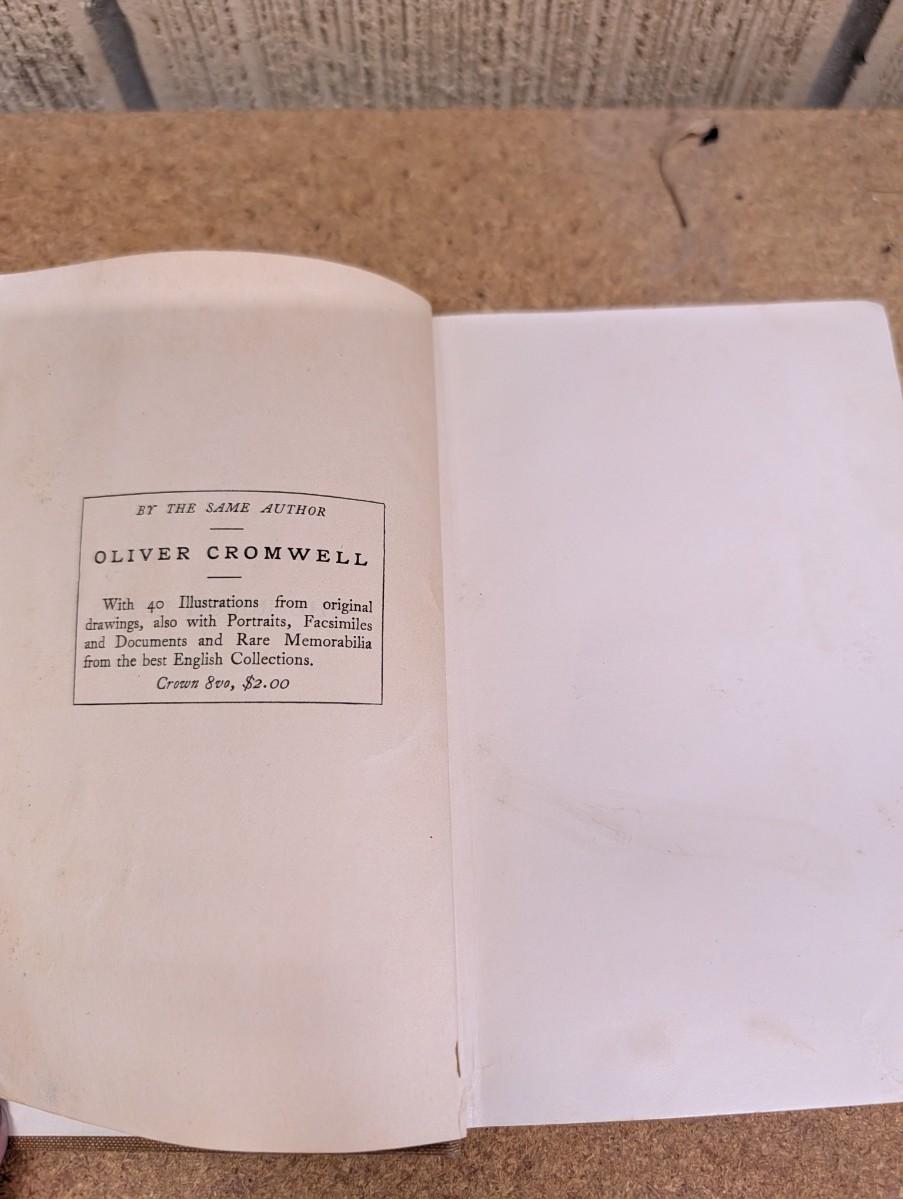 BY THE SAME AUTHOR
OLIVER CROMWELL
With 40 Illustrations from original
drawings, also with Portraits, Facsimiles
and Documents and Rare Memorabilia
from the best English Collections.
Crown 8vo, $2.00